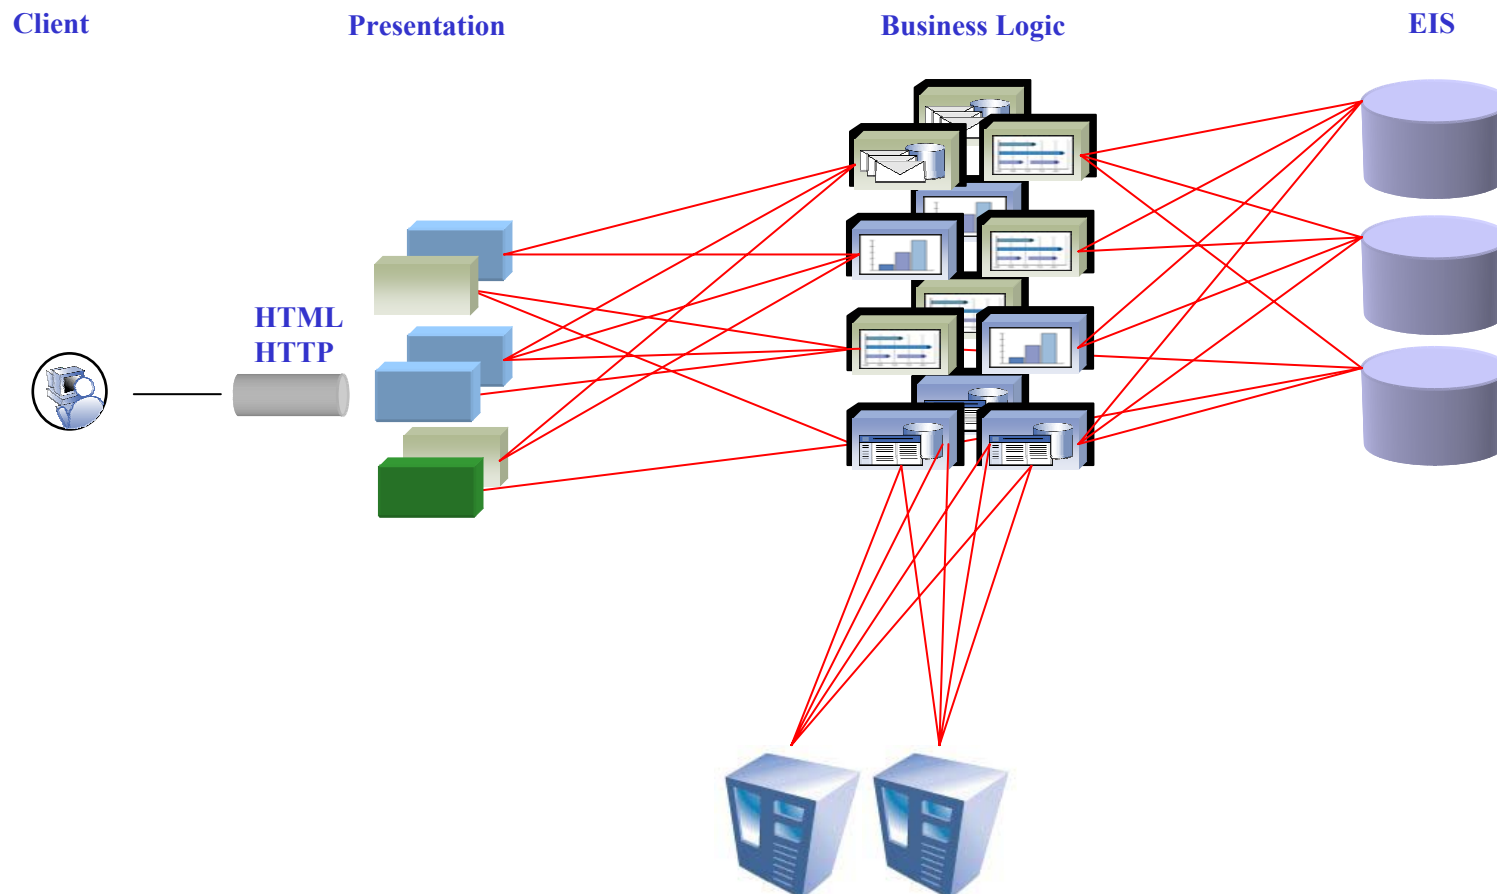 Client
Presentation
Business Logic
EIS
HTML
HTTP